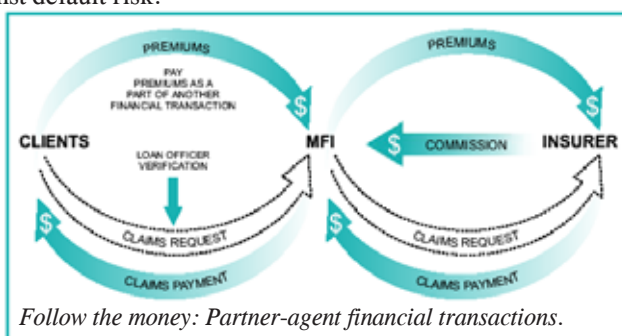 nst default risk?
PREMIUMS
PREMIUMS
PAY
PREMIUMS AS A
PART OF ANOTHER
FINANCIAL TRANSACTION
$
$
CLIENTS
MFI
$
COMMISSION
INSURER
LOAN OFFICER
VERIFICATION
$
$
CLAIMS REQUEST
CLAIMS REQUEST
CLAIMS PAYMENT
CLAIMS PAYMENT
Follow the money: Partner-agent financial transactions.